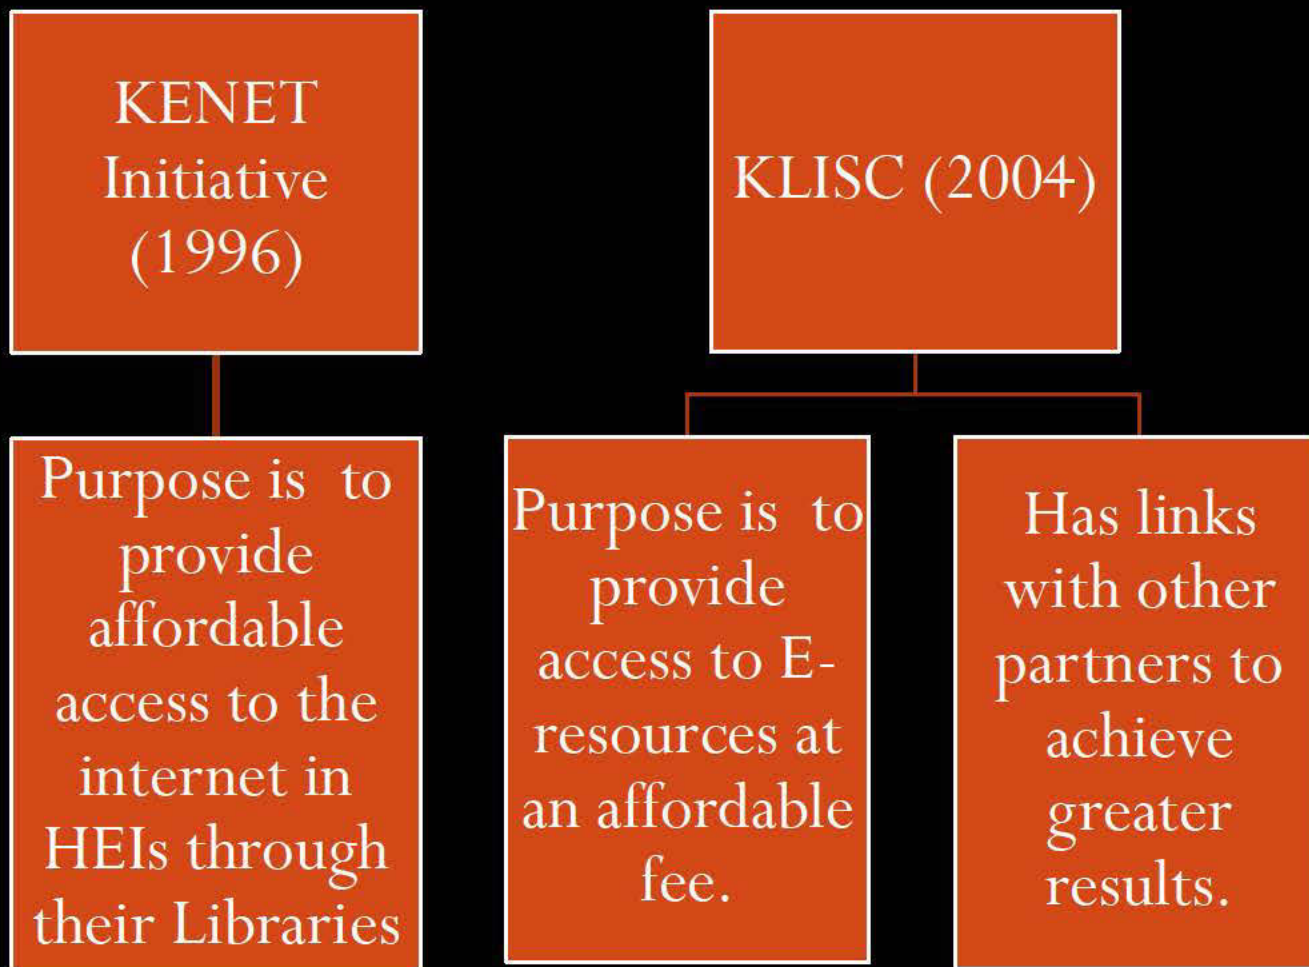 KENET
Initiative
(1996)
KLISC (2004)
Purpose is  to
provide
affordable
access to the
internet in
HEIs through
their Libraries
Purpose is  to
provide
access to E-
resources at
an affordable
fee.
Has links
with other
partners to
achieve
greater
results.